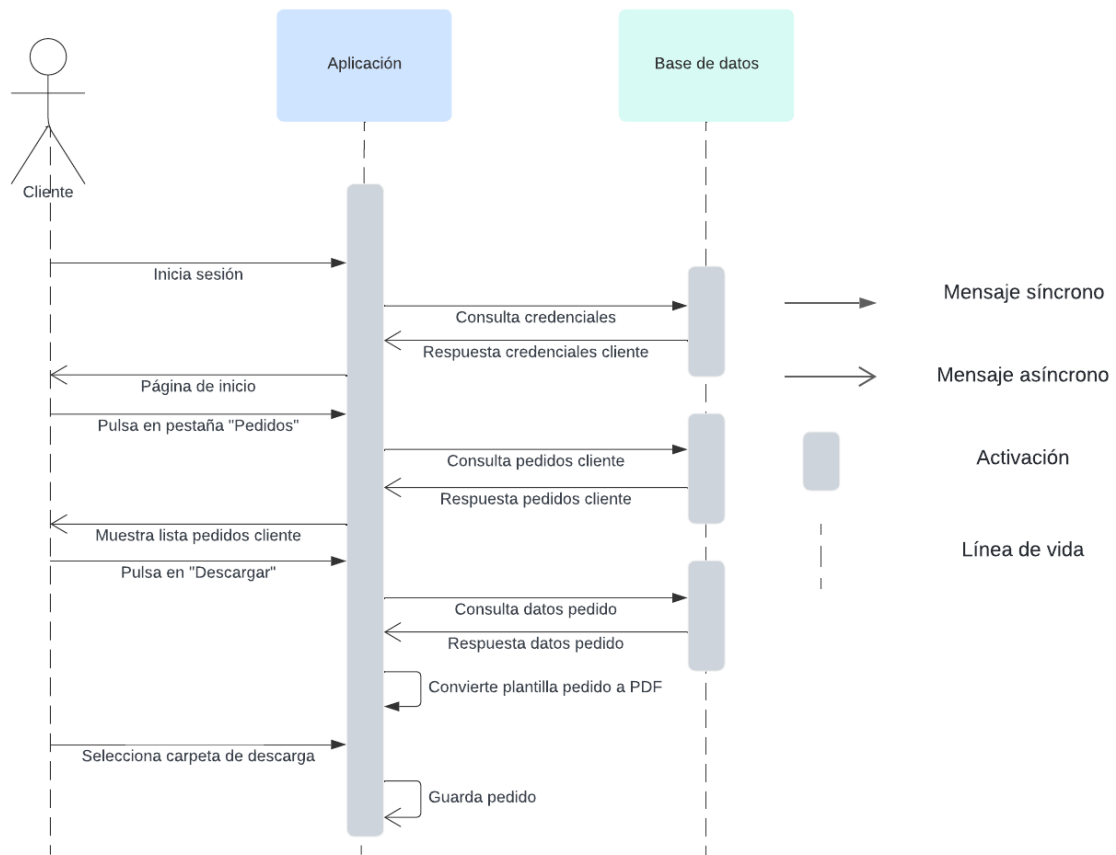 Aplicación
Base de datos
Cliente
Inicia sesión
Consulta credenciales
Respuesta credenciales cliente
Página de inicio
Pulsa en pestaña "Pedidos"
Consulta pedidos cliente
Respuesta pedidos cliente
Muestra lista pedidos cliente
Pulsa en "Descargar"
Consulta datos pedido
Respuesta datos pedido
Convierte plantilla pedido a PDF
Selecciona carpeta de descarga
Guarda pedido
Mensaje síncrono
Mensaje asíncrono
Activación
Línea de vida